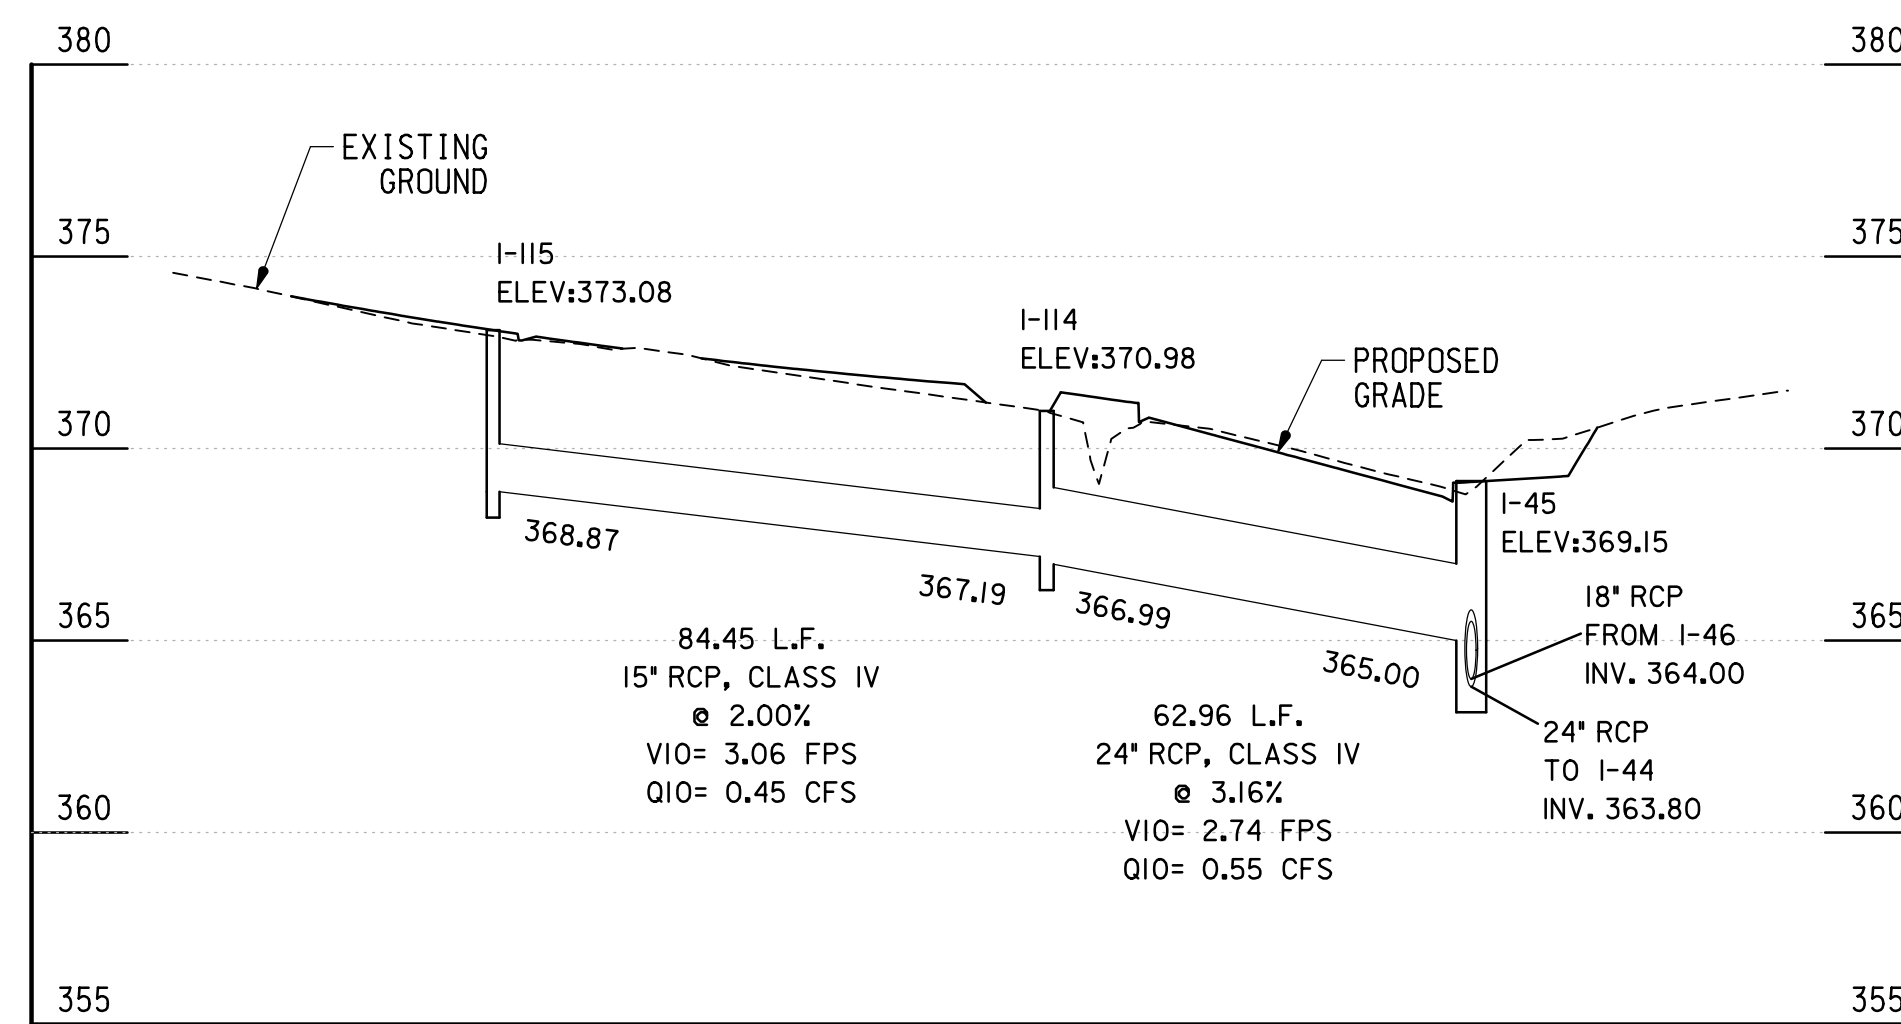 380
380
EXISTING
GROUND
375
375
I-115
ELEV:373.08
I-114
ELEV:370.98
PROPOSED
GRADE
370
370
I-45
ELEV:369.15
368.87
367.19
366.99
365.00
365
365
18" RCP
FROM I-46
INV. 364.00
84.45 L.F.
15" RCP, CLASS IV
@ 2.00%
V10= 3.06 FPS
Q10= 0.45 CFS
62.96 L.F.
24" RCP, CLASS IV
@ 3.16%
V10= 2.74 FPS
Q10= 0.55 CFS
24" RCP
TO I-44
INV. 363.80
360
360
355
355